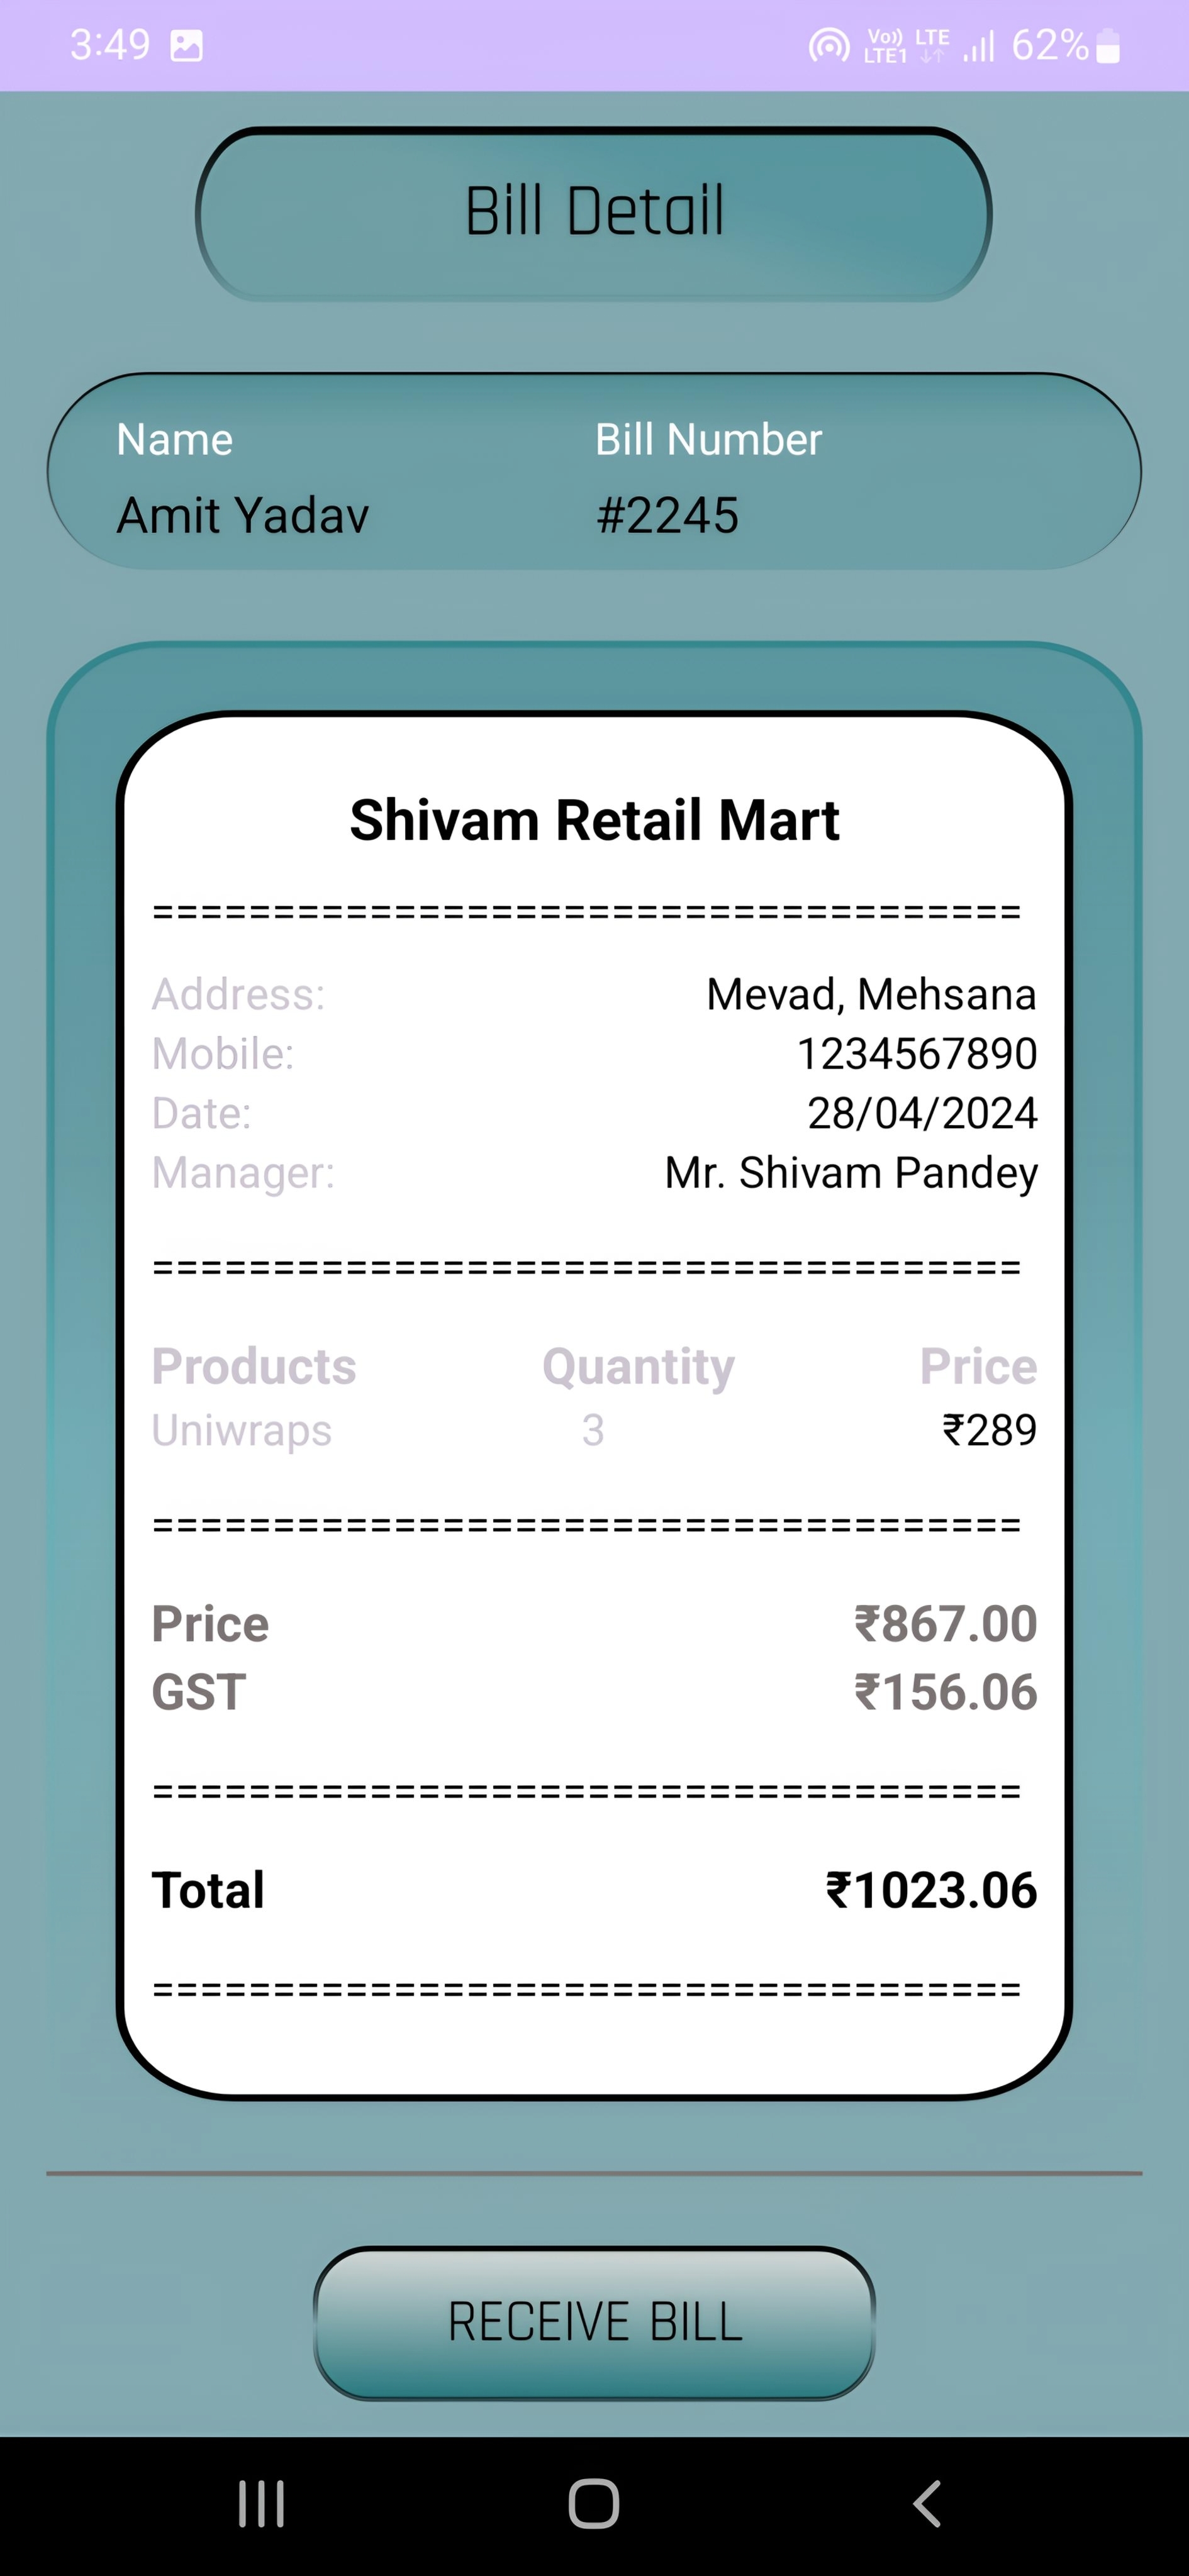 3:49 Vo)) LTE1 LTE 62%
Bill Detail
Name Bill Number
Amit Yadav #2245
Shivam Retail Mart
====================================
Address: Mevad, Mehsana
Mobile: 1234567890
Date: 28/04/2024
Manager: Mr. Shivam Pandey
====================================
Products Quantity Price
Uniwraps 3 ₹289
====================================
Price ₹867.00
GST ₹156.06
====================================
Total ₹1023.06
====================================
RECEIVE BILL